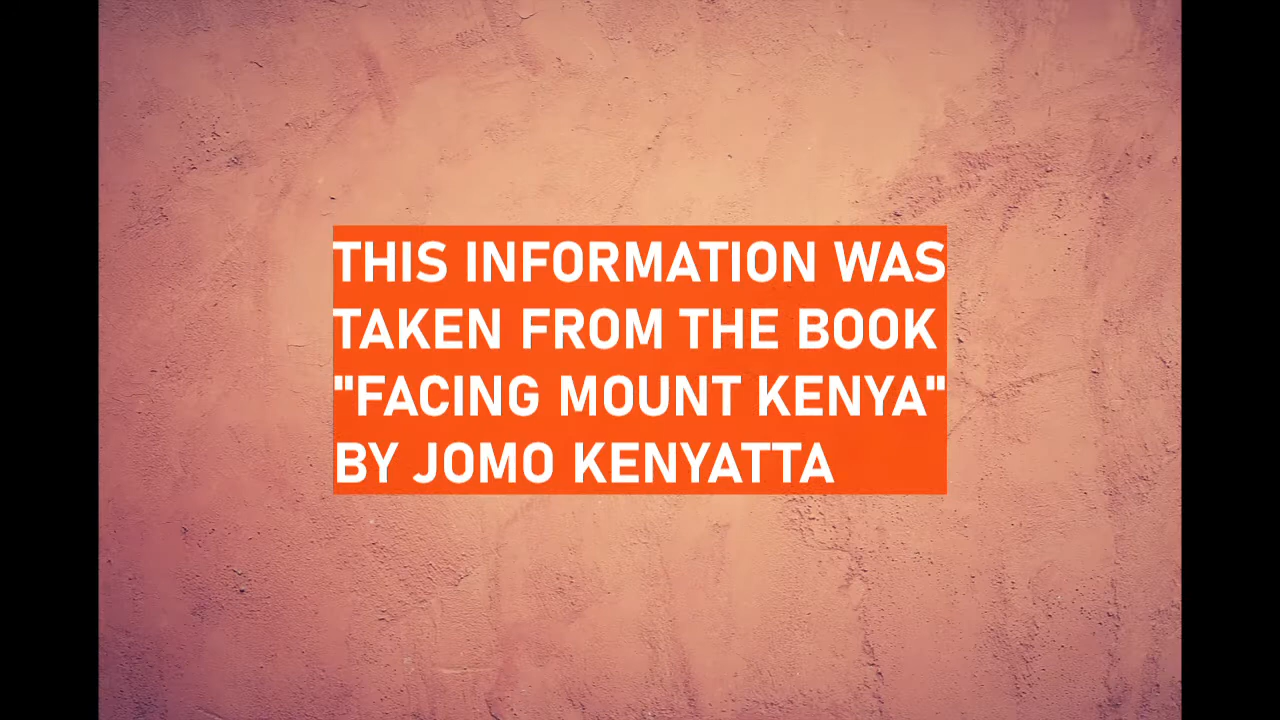 THIS INFORMATION WAS
TAKEN FROM THE BOOK
"FACING MOUNT KENYA"
BY JOMO KENYATTA